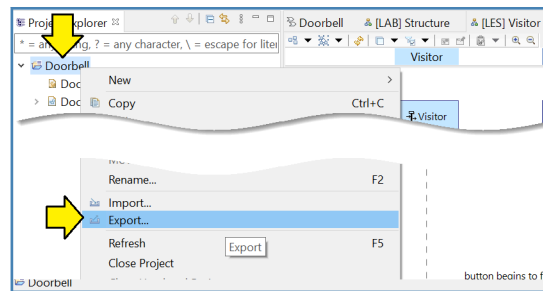 Project Explorer
Doorbell
[LAB] Structure
[LES] Visitor
* = any string, ? = any character, \ = escape for liter
Visitor
Doorbell
Doc
New
Doc
Copy
Ctrl+C
Visitor
Rename...
F2
Import...
Export...
Refresh
F5
Export
Close Project
Doorbell
button begins to f